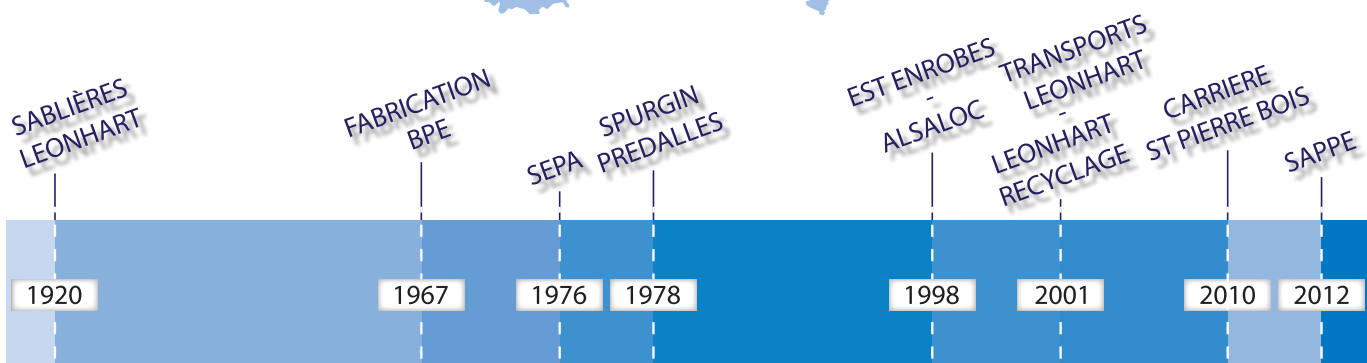 SABLIÈRES
LEONHART
FABRICATION
BPE
SEPA
SPURGIN
PREDALLES
EST ENROBES
-
ALSALOC
TRANSPORTS
LEONHART
-
LEONHART
RECYCLAGE
CARRIERE
ST PIERRE BOIS
SAPPE
1920
1967
1976
1978
1998
2001
2010
2012